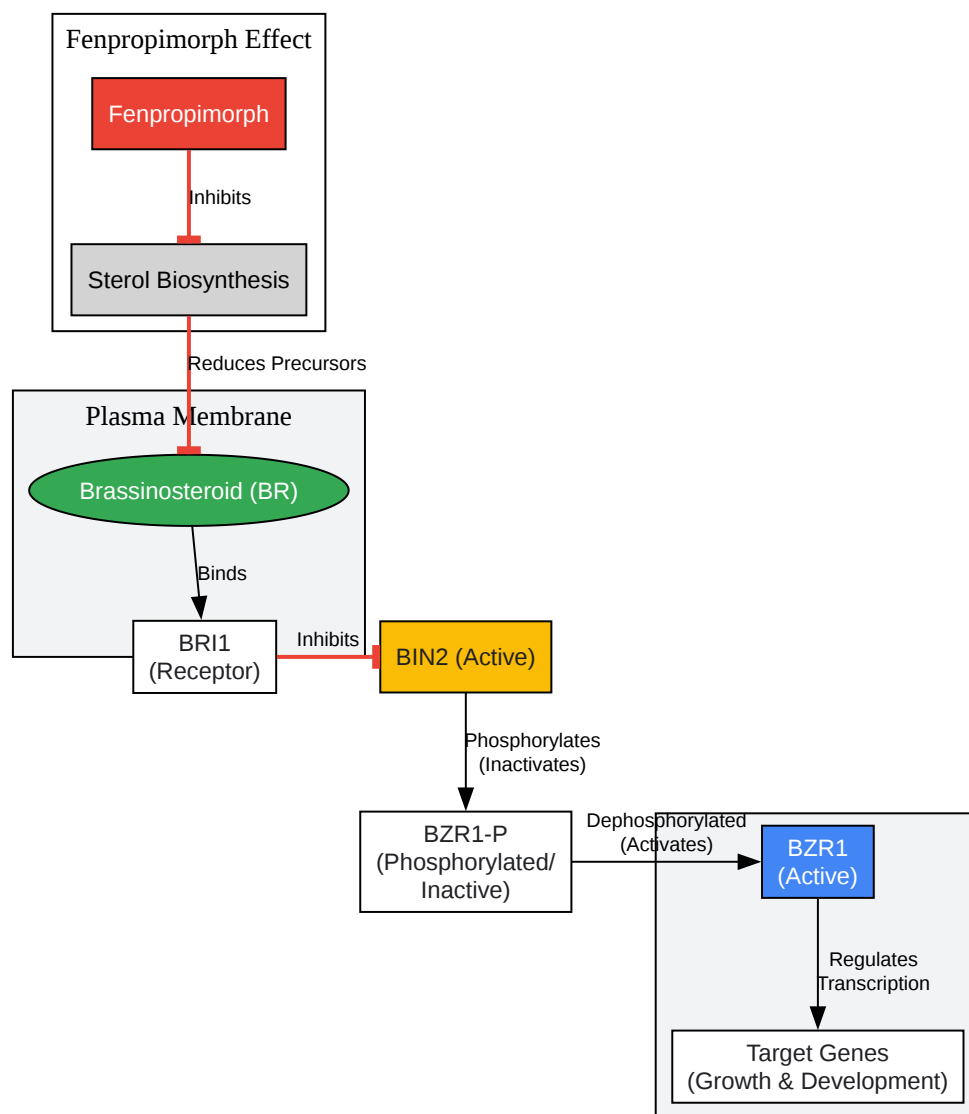 Fenpropimorph Effect
Fenpropimorph
Inhibits
Sterol Biosynthesis
Reduces Precursors
Plasma Membrane
Brassinosteroid (BR)
Binds
BRI1
(Receptor)
Inhibits
BIN2 (Active)
Phosphorylates
(Inactivates)
BZR1-P
(Phosphorylated/
Inactive)
Dephosphorylated
(Activates)
BZR1
(Active)
Regulates
Transcription
Target Genes
(Growth & Development)